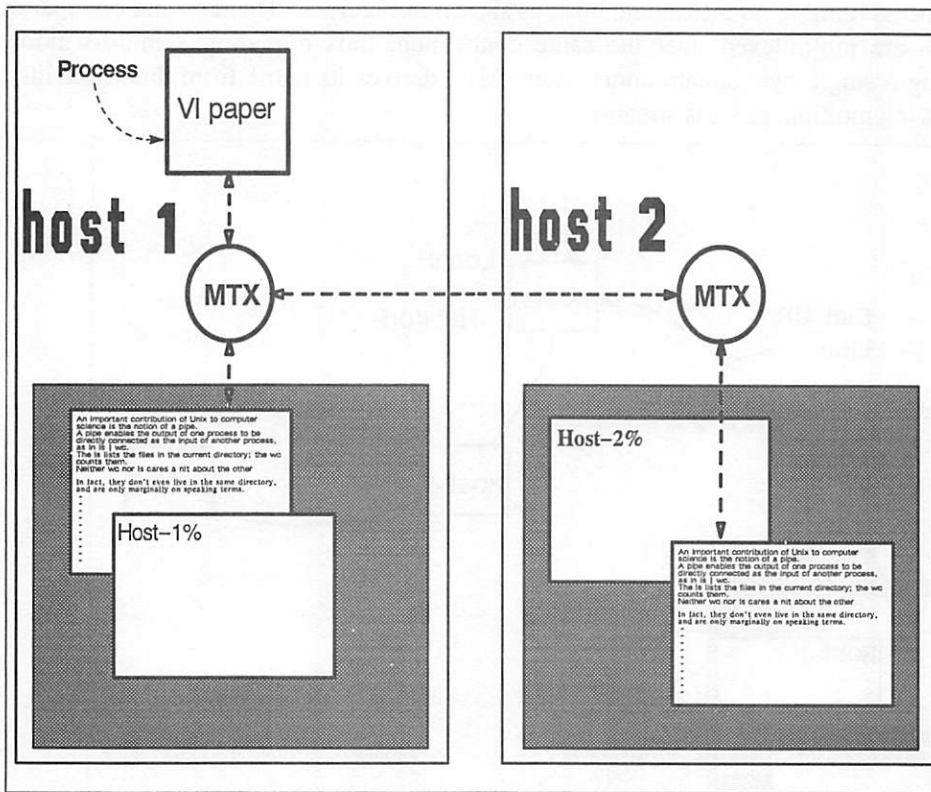 Process
VI paper
host 1
MTX
An important contribution of Unix to computer
science is the notion of a pipe.
A pipe enables the output of one process to be
directly connected as the input of another process,
as in ls | wc.
The ls lists the files in the current directory; the wc
counts them.
Neither wc nor ls cares a nit about the other
In fact, they don't even live in the same directory,
and are only marginally on speaking terms.
Host-1%
host 2
MTX
Host-2%
An important contribution of Unix to computer
science is the notion of a pipe.
A pipe enables the output of one process to be
directly connected as the input of another process,
as in ls | wc.
The ls lists the files in the current directory; the wc
counts them.
Neither wc nor ls cares a nit about the other
In fact, they don't even live in the same directory,
and are only marginally on speaking terms.